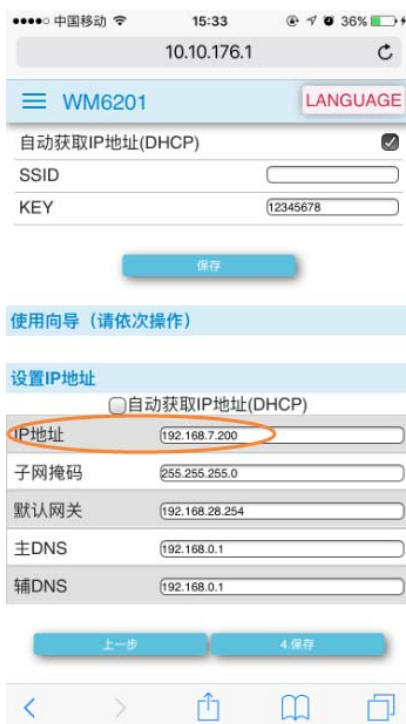 中国移动 15:33 36%
10.10.176.1
WM6201 LANGUAGE
自动获取IP地址(DHCP)
SSID
KEY 12345678
保存
使用向导（请依次操作）
设置IP地址
自动获取IP地址(DHCP)
IP地址 192.168.7.200
子网掩码 255.255.255.0
默认网关 192.168.28.254
主DNS 192.168.0.1
辅DNS 192.168.0.1
上一步 4.保存